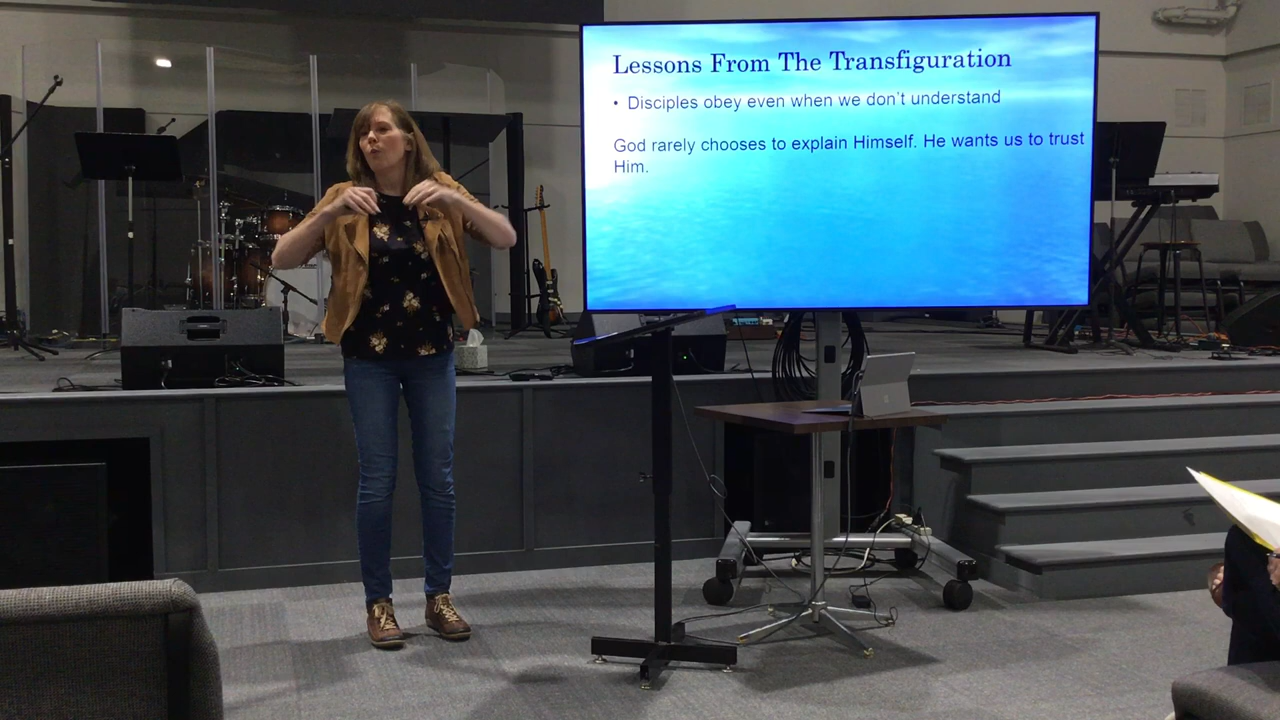 Lessons From The Transfiguration
• Disciples obey even when we don't understand
God rarely chooses to explain Himself. He wants us to trust
Him.